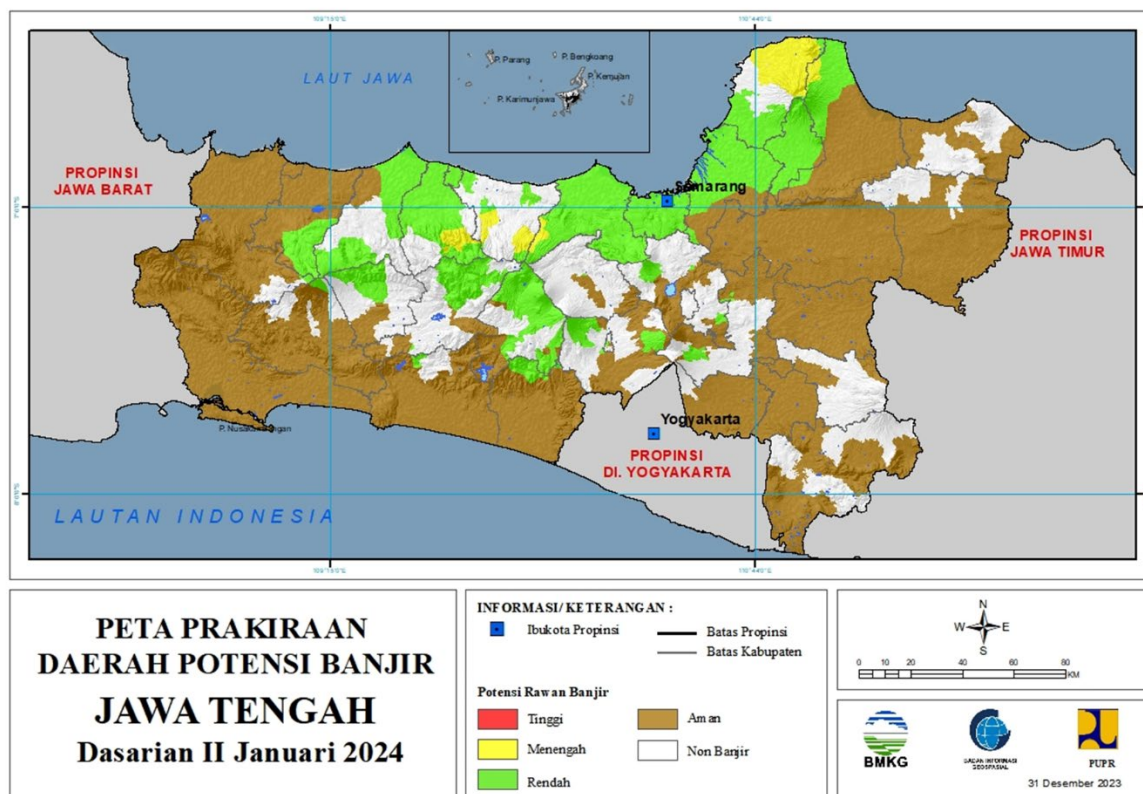 LAUT JAWA
P. Parang
P. Bengkoang
P. Kemujan
P. Karimunjawa
PROPINSI
JAWA BARAT
Semarang
PROPINSI
JAWA TIMUR
Yogyakarta
PROPINSI
DI. YOGYAKARTA
LAUTAN INDONESIA
PETA PRAKIRAAN
DAERAH POTENSI BANJIR
JAWA TENGAH
Dasarian II Januari 2024
INFORMASI/ KETERANGAN :
Ibukota Propinsi
Batas Propinsi
Batas Kabupaten
Potensi Rawan Banjir
Tinggi
Menengah
Rendah
Aman
Non Banjir
N
W E
S
0 20 40 60 80
KM
BMKG
BADAN INFORMASI
GEOSPASIAL
PUPR
31 Desember 2023